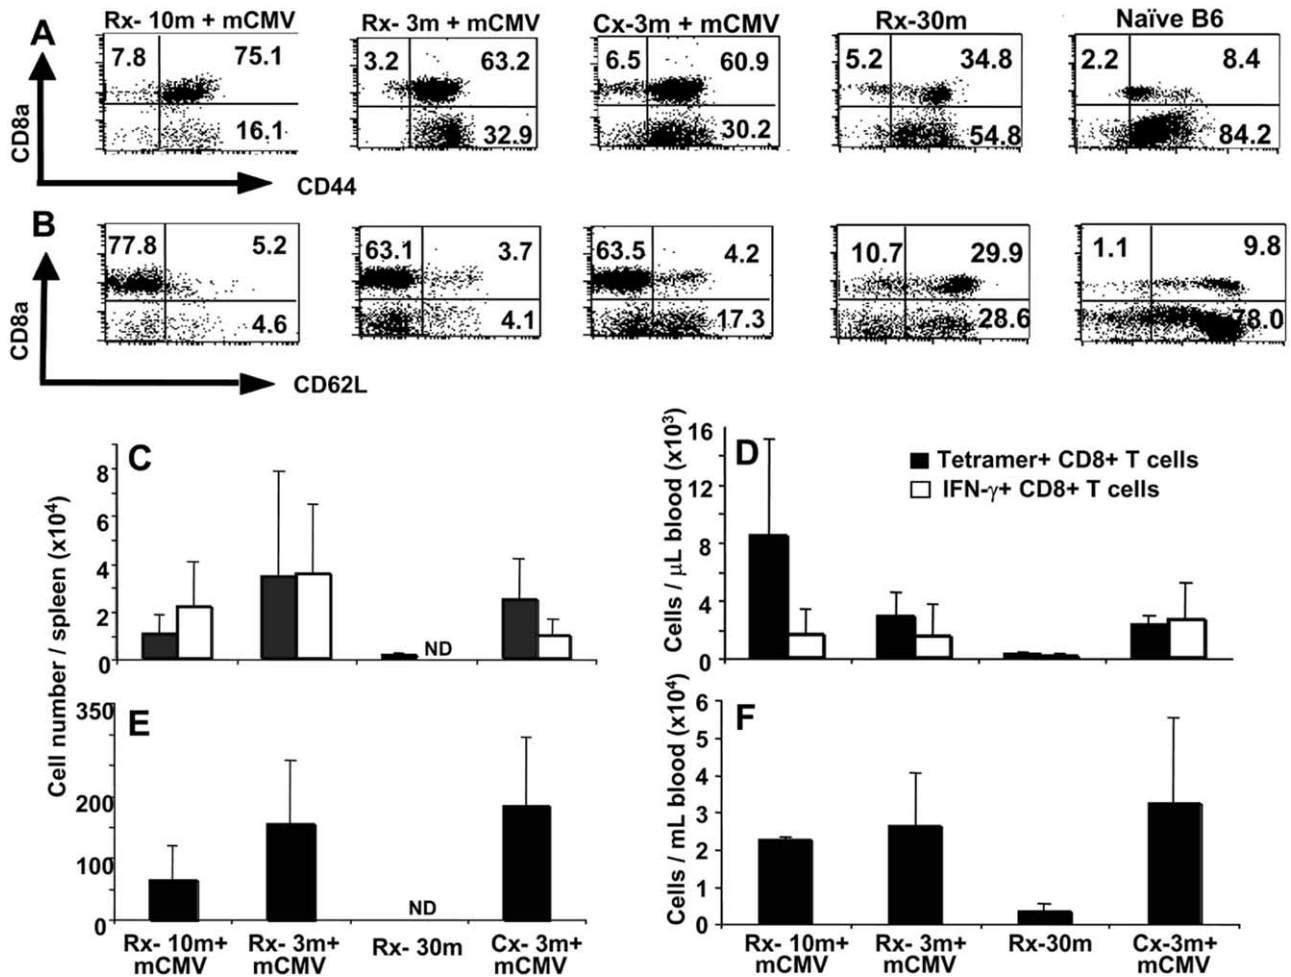 A
Rx- 10m + mCMV
Rx- 3m + mCMV
Cx-3m + mCMV
Rx-30m
Naïve B6
7.8 75.1
3.2 63.2
6.5 60.9
5.2 34.8
2.2 8.4
16.1
32.9
30.2
54.8
84.2
CD8a
CD44
B
77.8 5.2
63.1 3.7
63.5 4.2
10.7 29.9
1.1 9.8
4.6
4.1
17.3
28.6
78.0
CD8a
CD62L
C
8
6
4
2
0
ND
Cell number / spleen (x10⁴)
D
16
12
8
4
0
Cells / μL blood (x10³)
Tetramer+ CD8+ T cells
IFN-γ+ CD8+ T cells
E
350
200
100
0
ND
Rx- 10m+
mCMV
Rx- 3m+
mCMV
Rx- 30m
Cx- 3m+
mCMV
F
6
5
4
3
2
1
0
Cells / mL blood (x10⁴)
Rx- 10m+
mCMV
Rx- 3m+
mCMV
Rx-30m
Cx-3m+
mCMV